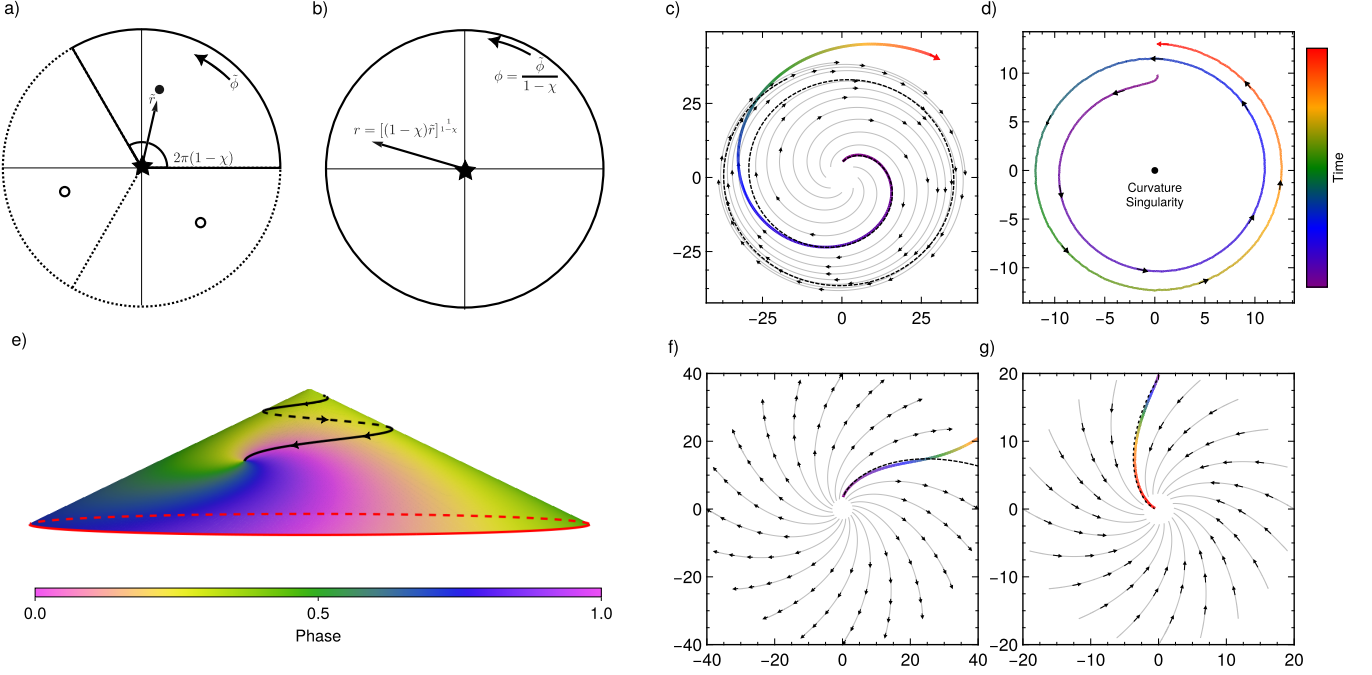 a)
b)
c)
d)
r̃
φ̃
2π(1−χ)
φ = φ̃/(1−χ)
r = [(1−χ)r̃]^{1/(1−χ)}
25
0
−25
−25
0
25
10
5
0
−5
−10
−10
−5
0
5
10
Curvature
Singularity
Time
e)
0.0
0.5
1.0
Phase
f)
40
20
0
−20
−40
−40
−20
0
20
40
g)
20
10
0
−10
−20
−20
−10
0
10
20